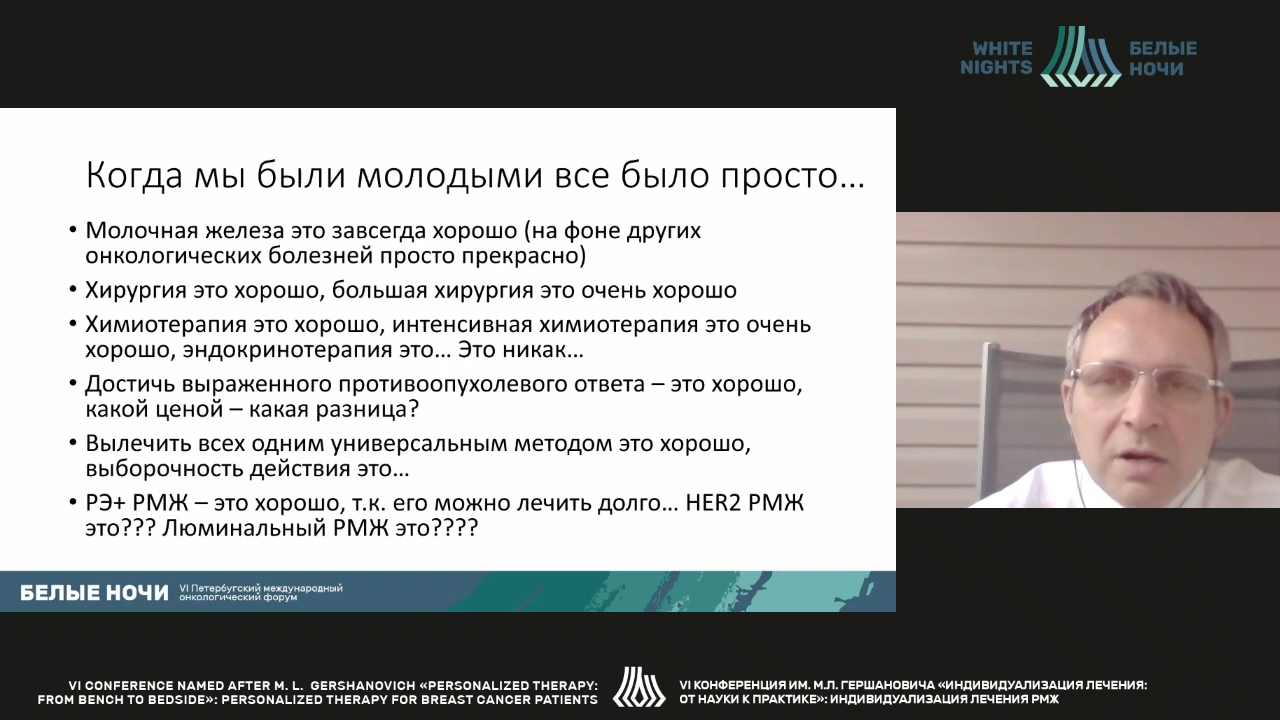 WHITE
NIGHTS
БЕЛЫЕ
НОЧИ
Когда мы были молодыми все было просто...
• Молочная железа это завсегда хорошо (на фоне других
онкологических болезней просто прекрасно)
• Хирургия это хорошо, большая хирургия это очень хорошо
• Химиотерапия это хорошо, интенсивная химиотерапия это очень
хорошо, эндокринотерапия это... Это никак...
• Достичь выраженного противоопухолевого ответа – это хорошо,
какой ценой – какая разница?
• Вылечить всех одним универсальным методом это хорошо,
выборочность действия это...
• РЭ+ РМЖ – это хорошо, т.к. его можно лечить долго... HER2 РМЖ
это??? Люминальный РМЖ это????
БЕЛЫЕ НОЧИ
VI Петербугский международный
онкологический форум
VI CONFERENCE NAMED AFTER M. L. GERSHANOVICH «PERSONALIZED THERAPY:
FROM BENCH TO BEDSIDE»: PERSONALIZED THERAPY FOR BREAST CANCER PATIENTS
VI КОНФЕРЕНЦИЯ ИМ. М.Л. ГЕРШАНОВИЧА «ИНДИВИДУАЛИЗАЦИЯ ЛЕЧЕНИЯ:
ОТ НАУКИ К ПРАКТИКЕ»: ИНДИВИДУАЛИЗАЦИЯ ЛЕЧЕНИЯ РМЖ